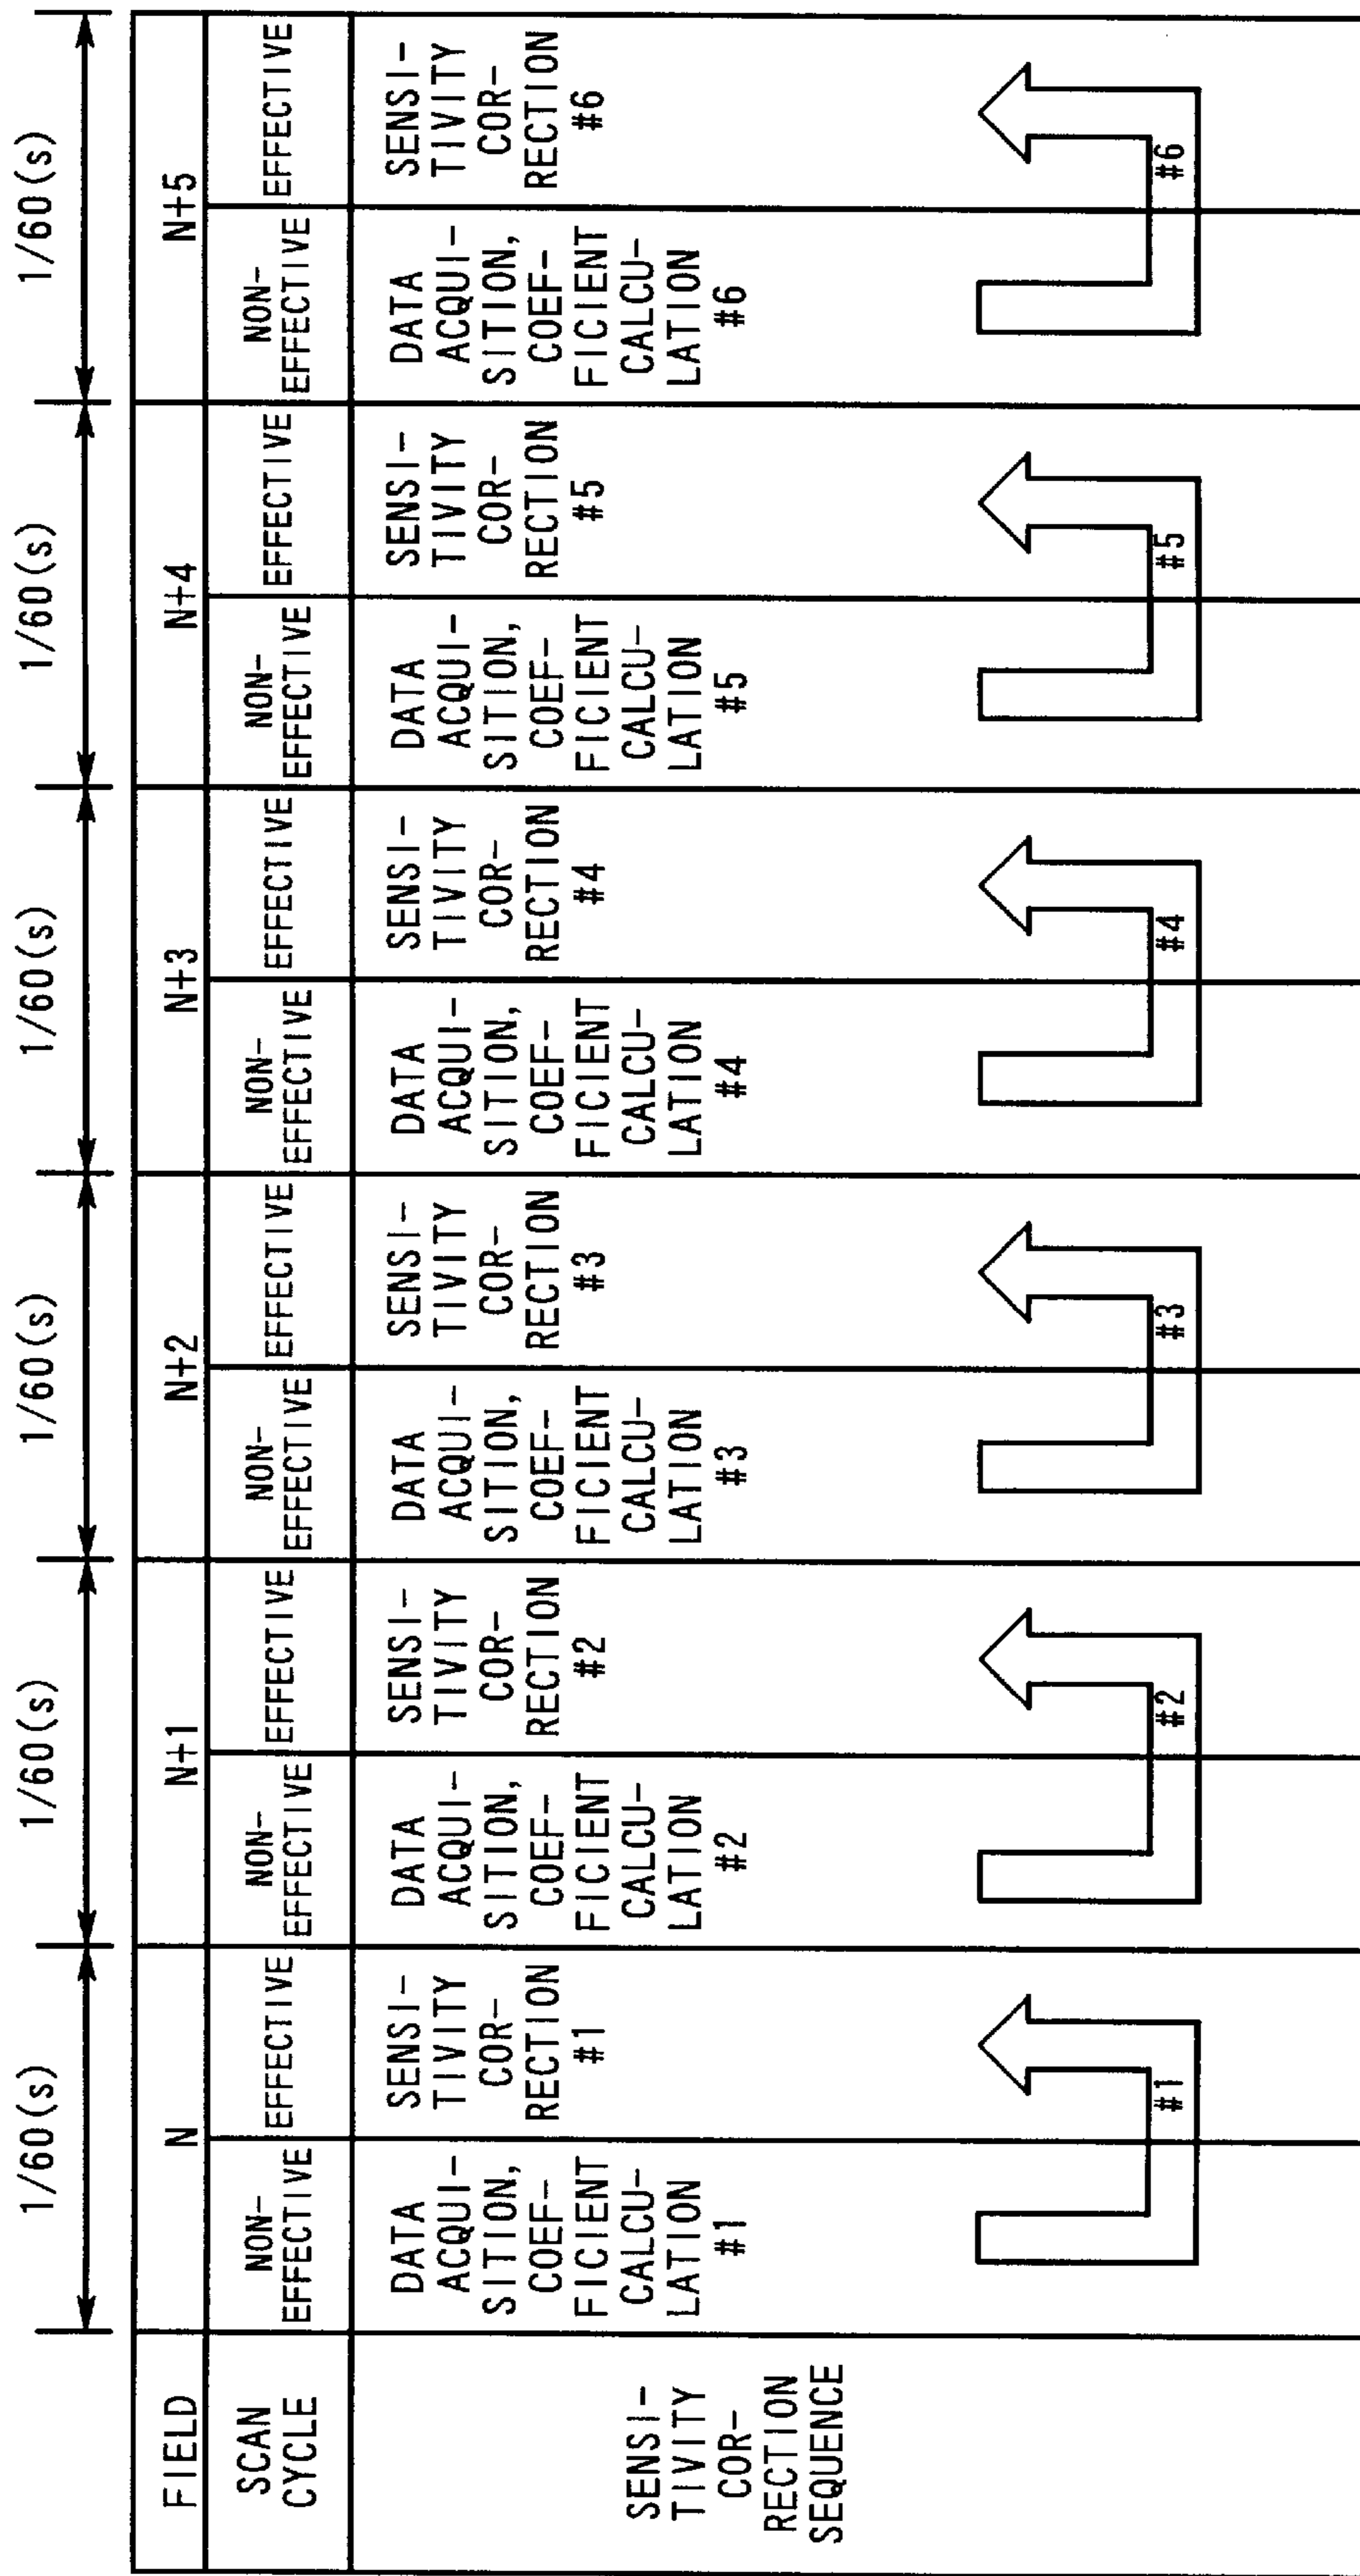 1/60(s)
1/60(s)
1/60(s)
1/60(s)
1/60(s)
1/60(s)
FIELD
N
N+1
N+2
N+3
N+4
N+5
SCAN
CYCLE
NON-
EFFECTIVE
EFFECTIVE
NON-
EFFECTIVE
EFFECTIVE
NON-
EFFECTIVE
EFFECTIVE
NON-
EFFECTIVE
EFFECTIVE
NON-
EFFECTIVE
EFFECTIVE
NON-
EFFECTIVE
EFFECTIVE
SENSI-
TIVITY
COR-
RECTION
SEQUENCE
DATA
ACQUI-
SITION,
COEF-
FICIENT
CALCU-
LATION
#1
SENSI-
TIVITY
COR-
RECTION
#1
DATA
ACQUI-
SITION,
COEF-
FICIENT
CALCU-
LATION
#2
SENSI-
TIVITY
COR-
RECTION
#2
DATA
ACQUI-
SITION,
COEF-
FICIENT
CALCU-
LATION
#3
SENSI-
TIVITY
COR-
RECTION
#3
DATA
ACQUI-
SITION,
COEF-
FICIENT
CALCU-
LATION
#4
SENSI-
TIVITY
COR-
RECTION
#4
DATA
ACQUI-
SITION,
COEF-
FICIENT
CALCU-
LATION
#5
SENSI-
TIVITY
COR-
RECTION
#5
DATA
ACQUI-
SITION,
COEF-
FICIENT
CALCU-
LATION
#6
SENSI-
TIVITY
COR-
RECTION
#6
#1
#2
#3
#4
#5
#6